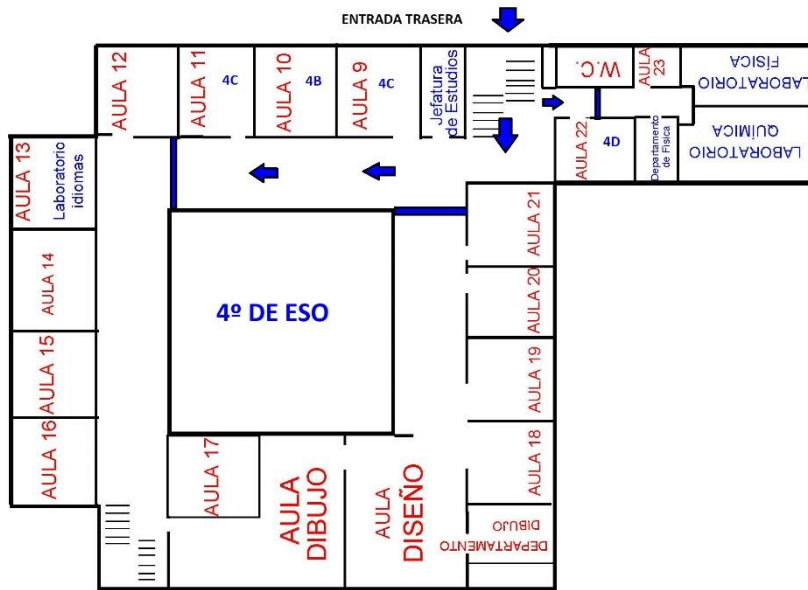 ENTRADA TRASERA
AULA 12
AULA 11
4C
AULA 10
4B
AULA 9
4C
Jefatura
de Estudios
W.C.
AULA
23
LABORATORIO
FÍSICA
AULA 22
4D
Departamento
de Fisica
LABORATORIO
QUÍMICA
AULA 13
Laboratorio
idiomas
AULA 21
AULA 14
AULA 20
4º DE ESO
AULA 15
AULA 19
AULA 16
AULA 17
AULA
DIBUJO
AULA
DISEÑO
AULA 18
DEPARTAMENTO
DIBUJO